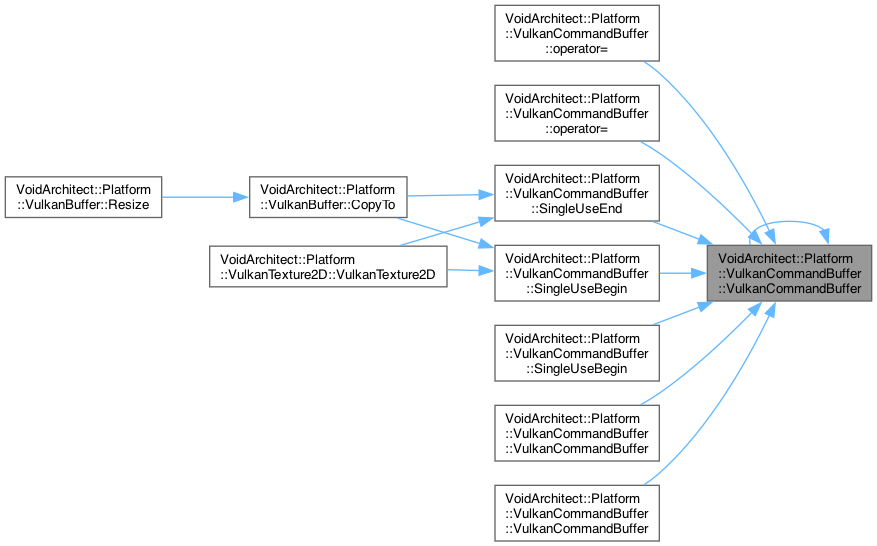 VoidArchitect::Platform
::VulkanCommandBuffer
::operator=
VoidArchitect::Platform
::VulkanCommandBuffer
::operator=
VoidArchitect::Platform
::VulkanBuffer::Resize
VoidArchitect::Platform
::VulkanBuffer::CopyTo
VoidArchitect::Platform
::VulkanCommandBuffer
::SingleUseEnd
VoidArchitect::Platform
::VulkanTexture2D::VulkanTexture2D
VoidArchitect::Platform
::VulkanCommandBuffer
::SingleUseBegin
VoidArchitect::Platform
::VulkanCommandBuffer
::VulkanCommandBuffer
VoidArchitect::Platform
::VulkanCommandBuffer
::SingleUseBegin
VoidArchitect::Platform
::VulkanCommandBuffer
::VulkanCommandBuffer
VoidArchitect::Platform
::VulkanCommandBuffer
::VulkanCommandBuffer